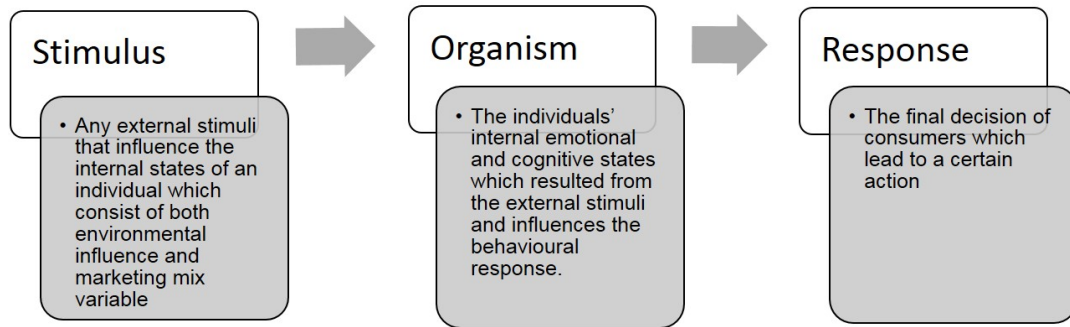 Stimulus
• Any external stimuli
that influence the
internal states of an
individual which
consist of both
environmental
influence and
marketing mix
variable
Organism
• The individuals’
internal emotional
and cognitive states
which resulted from
the external stimuli
and influences the
behavioural
response.
Response
• The final decision of
consumers which
lead to a certain
action